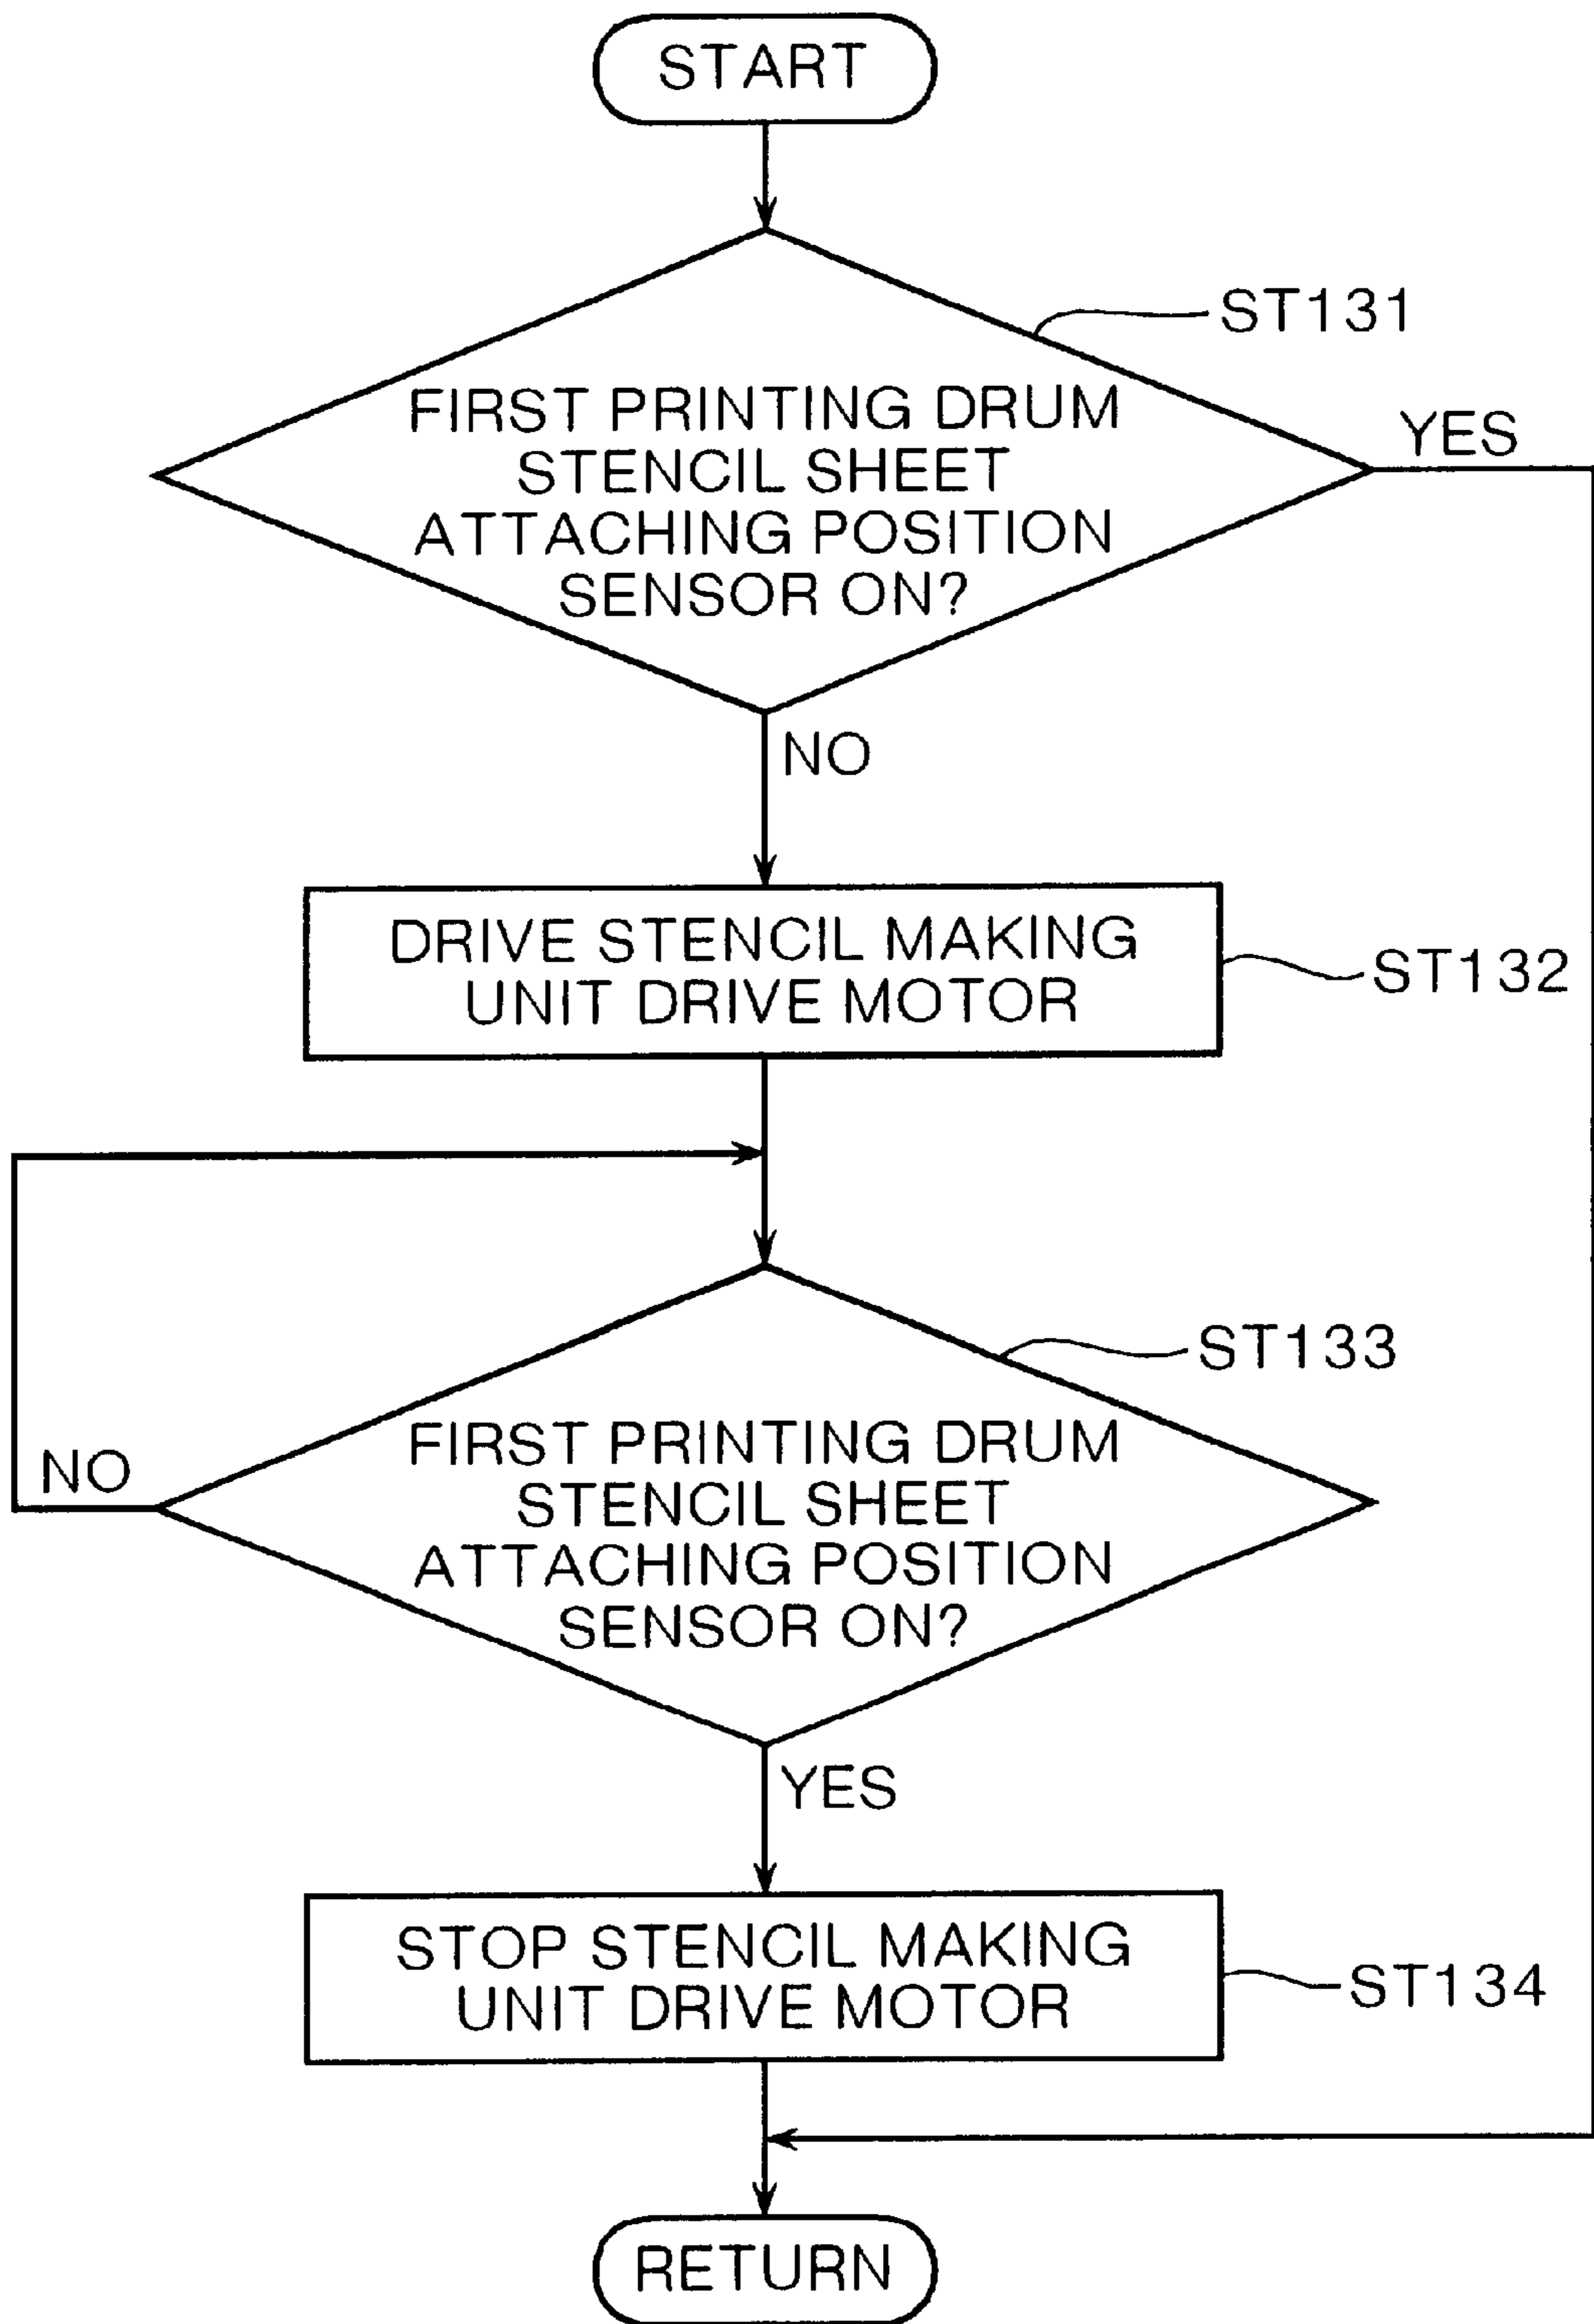 START
ST131
FIRST PRINTING DRUM
STENCIL SHEET
ATTACHING POSITION
SENSOR ON?
YES
NO
DRIVE STENCIL MAKING
UNIT DRIVE MOTOR
ST132
ST133
FIRST PRINTING DRUM
STENCIL SHEET
ATTACHING POSITION
SENSOR ON?
NO
YES
STOP STENCIL MAKING
UNIT DRIVE MOTOR
ST134
RETURN